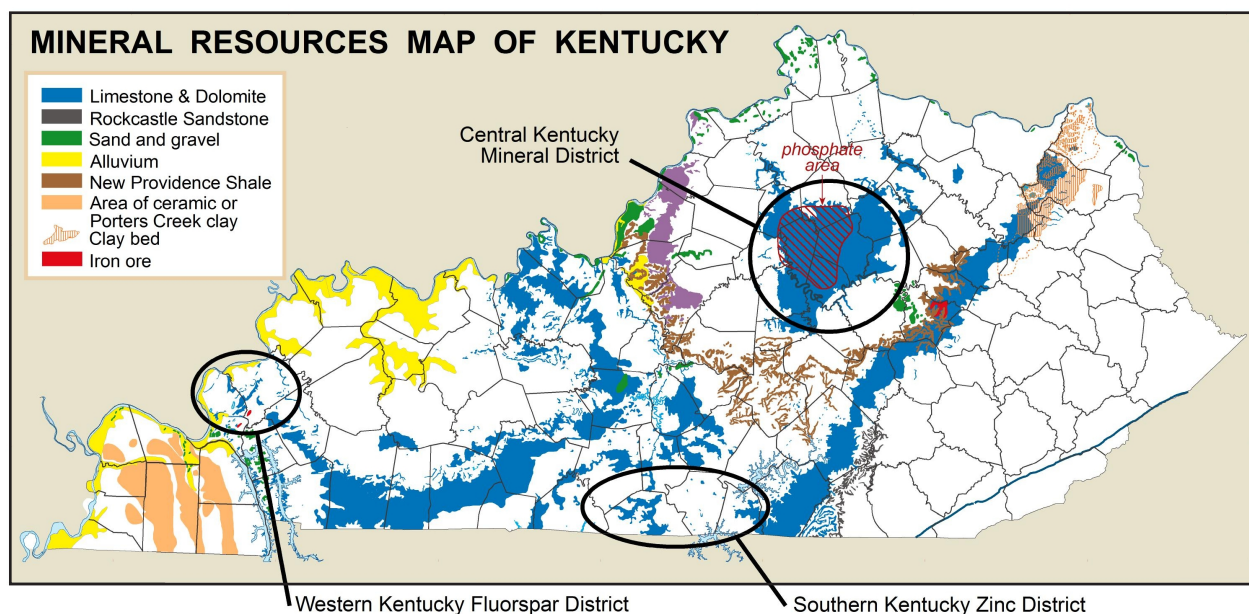 MINERAL RESOURCES MAP OF KENTUCKY
Limestone & Dolomite
Rockcastle Sandstone
Sand and gravel
Alluvium
New Providence Shale
Area of ceramic or
Porters Creek clay
Clay bed
Iron ore
Central Kentucky
Mineral District
phosphate
area
Western Kentucky Fluorspar District
Southern Kentucky Zinc District